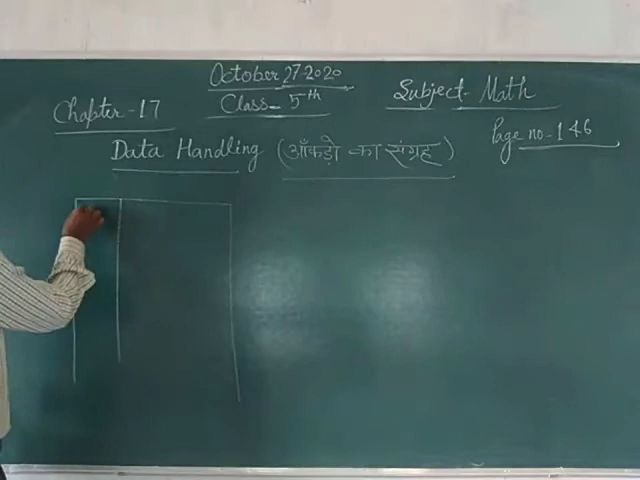 October 27-2020
Chapter-17
Class- 5th
Subject- Math
Page no-146
Data Handling (आँकड़ो का संग्रह)